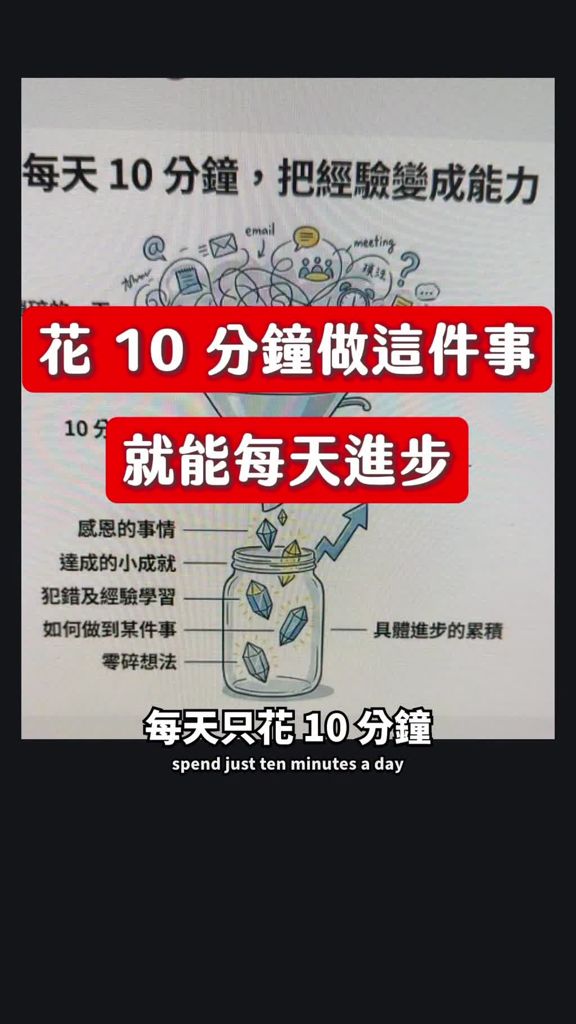 每天 10 分鐘，把經驗變成能力
email
meeting
花 10 分鐘做這件事
就能每天進步
10 分
感恩的事情
達成的小成就
犯錯及經驗學習
如何做到某件事
零碎想法
具體進步的累積
每天只花 10 分鐘
spend just ten minutes a day